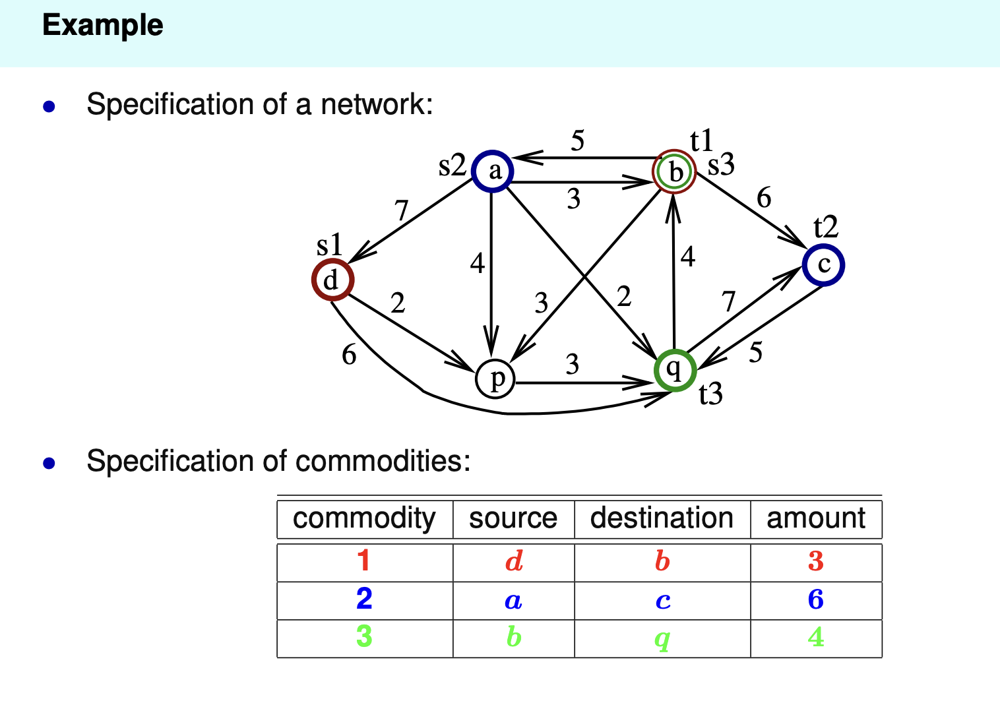 Example
• Specification of a network:
5 t1
s2 a b s3
3 6
7
s1 t2
4 4 c
d
2 3 2 7
6 3 5
p q
t3
• Specification of commodities:
commodity source destination amount
1 d b 3
2 a c 6
3 b q 4